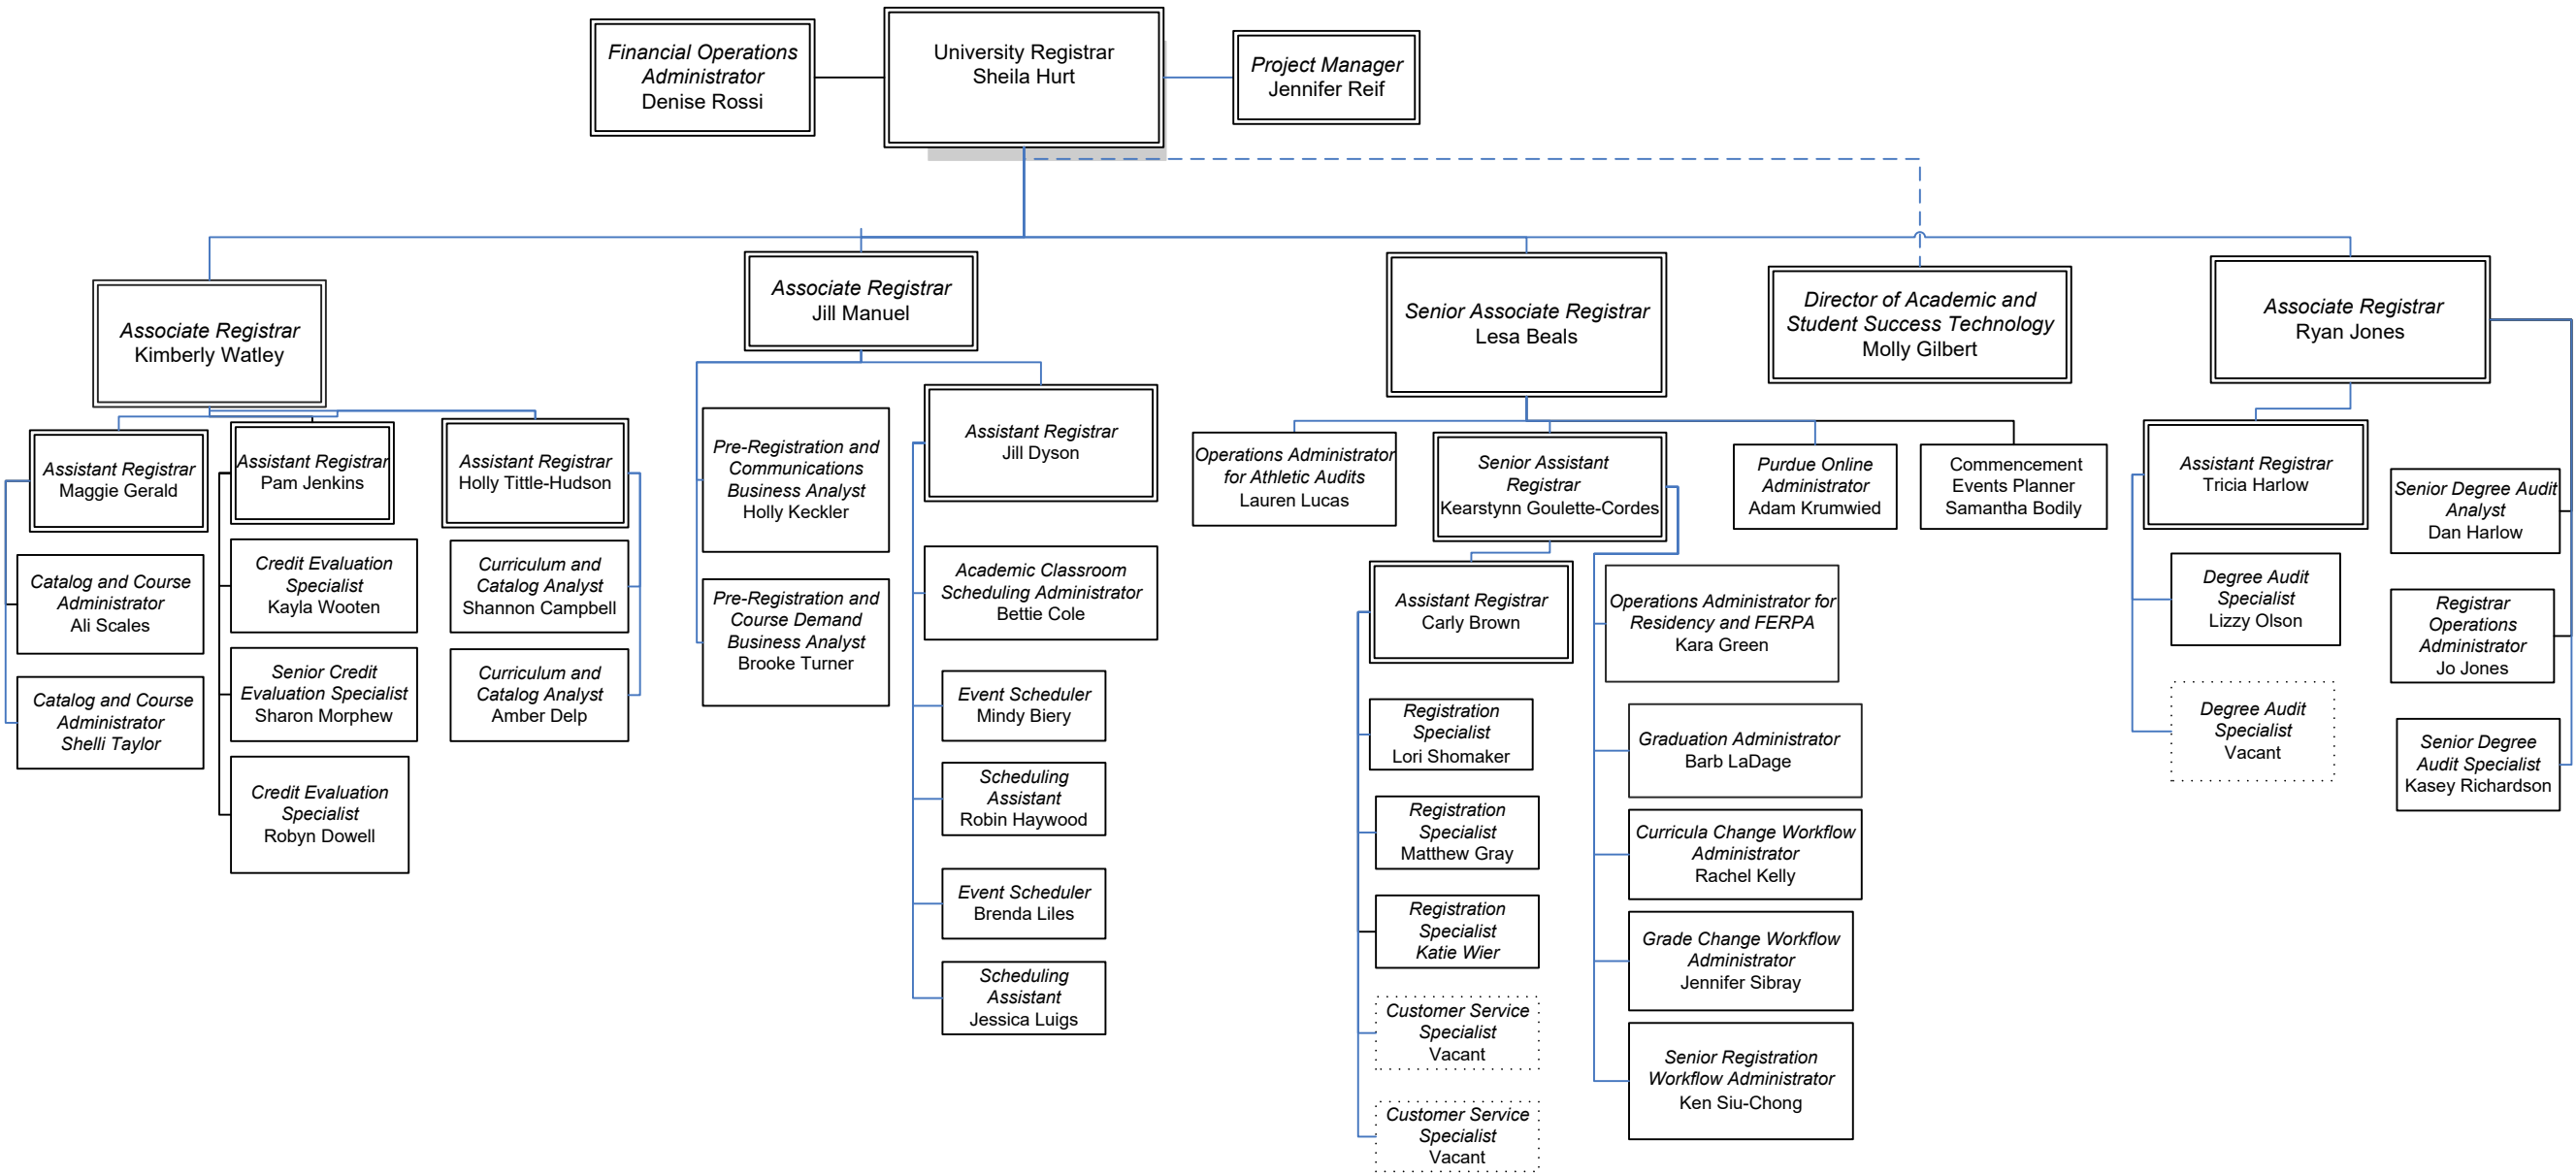 Financial Operations
Administrator
Denise Rossi
University Registrar
Sheila Hurt
Project Manager
Jennifer Reif
Associate Registrar
Kimberly Watley
Associate Registrar
Jill Manuel
Senior Associate Registrar
Lesa Beals
Director of Academic and
Student Success Technology
Molly Gilbert
Associate Registrar
Ryan Jones
Assistant Registrar
Maggie Gerald
Catalog and Course
Administrator
Ali Scales
Catalog and Course
Administrator
Shelli Taylor
Assistant Registrar
Pam Jenkins
Credit Evaluation
Specialist
Kayla Wooten
Senior Credit
Evaluation Specialist
Sharon Morphew
Credit Evaluation
Specialist
Robyn Dowell
Assistant Registrar
Holly Tittle-Hudson
Curriculum and
Catalog Analyst
Shannon Campbell
Curriculum and
Catalog Analyst
Amber Delp
Pre-Registration and
Communications
Business Analyst
Holly Keckler
Pre-Registration and
Course Demand
Business Analyst
Brooke Turner
Assistant Registrar
Jill Dyson
Academic Classroom
Scheduling Administrator
Bettie Cole
Event Scheduler
Mindy Biery
Scheduling
Assistant
Robin Haywood
Event Scheduler
Brenda Liles
Scheduling
Assistant
Jessica Luigs
Operations Administrator
for Athletic Audits
Lauren Lucas
Senior Assistant
Registrar
Kearstynn Goulette-Cordes
Purdue Online
Administrator
Adam Krumwied
Commencement
Events Planner
Samantha Bodily
Assistant Registrar
Carly Brown
Registration
Specialist
Lori Shomaker
Registration
Specialist
Matthew Gray
Registration
Specialist
Katie Wier
Customer Service
Specialist
Vacant
Customer Service
Specialist
Vacant
Operations Administrator for
Residency and FERPA
Kara Green
Graduation Administrator
Barb LaDage
Curricula Change Workflow
Administrator
Rachel Kelly
Grade Change Workflow
Administrator
Jennifer Sibray
Senior Registration
Workflow Administrator
Ken Siu-Chong
Assistant Registrar
Tricia Harlow
Degree Audit
Specialist
Lizzy Olson
Degree Audit
Specialist
Vacant
Senior Degree Audit
Analyst
Dan Harlow
Registrar
Operations
Administrator
Jo Jones
Senior Degree
Audit Specialist
Kasey Richardson